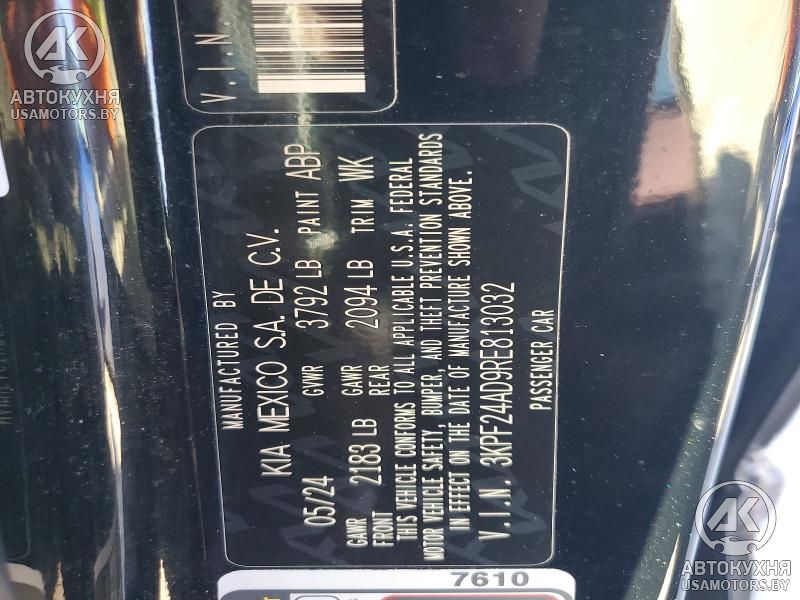 V.I.N
MANUFACTURED BY
KIA MEXICO S.A. DE C.V.
05/24 GVWR 3792 LB PAINT ABP
GAWR FRONT 2183 LB GAWR REAR 2094 LB TRIM WK
THIS VEHICLE CONFORMS TO ALL APPLICABLE U.S.A. FEDERAL
MOTOR VEHICLE SAFETY, BUMPER, AND THEFT PREVENTION STANDARDS
IN EFFECT ON THE DATE OF MANUFACTURE SHOWN ABOVE.
V.I.N. 3KPF24AD9RE813032
PASSENGER CAR
7610
AK
АВТОКУХНЯ
USAMOTORS.BY
AK
АВТОКУХНЯ
USAMOTORS.BY